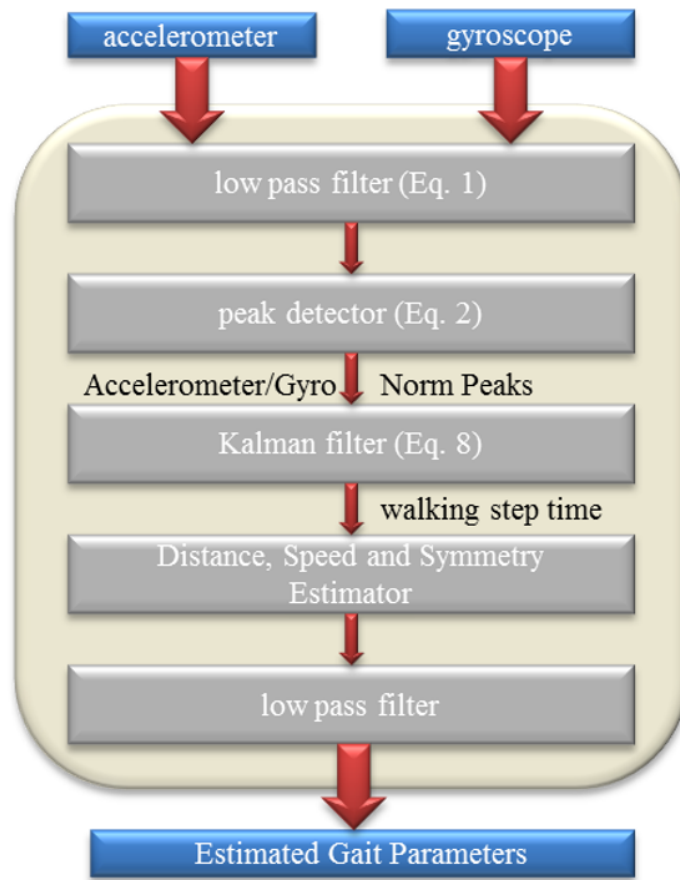 accelerometer
gyroscope
low pass filter (Eq. 1)
peak detector (Eq. 2)
Accelerometer/Gyro
Norm Peaks
Kalman filter (Eq. 8)
walking step time
Distance, Speed and Symmetry
Estimator
low pass filter
Estimated Gait Parameters